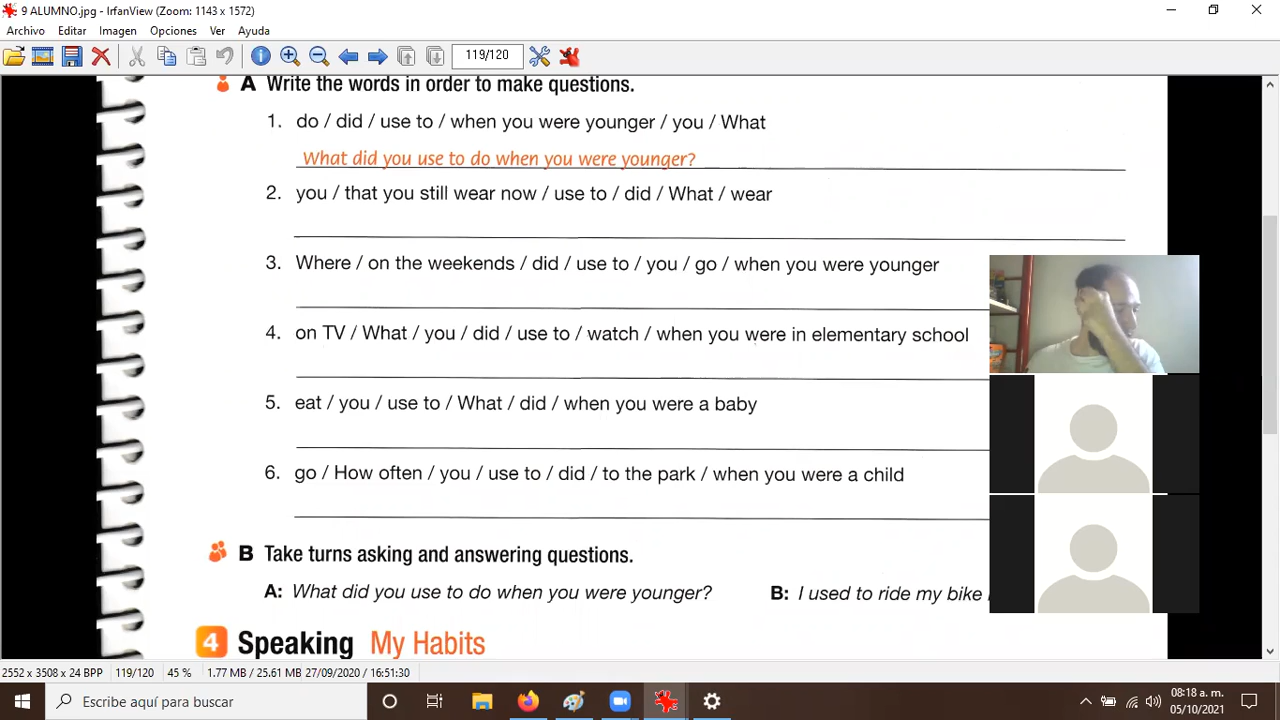 9 ALUMNO.jpg - IrfanView (Zoom: 1143 x 1572)
Archivo Editar Imagen Opciones Ver Ayuda
119/120
A Write the words in order to make questions.
1. do / did / use to / when you were younger / you / What
What did you use to do when you were younger?
2. you / that you still wear now / use to / did / What / wear
3. Where / on the weekends / did / use to / you / go / when you were younger
4. on TV / What / you / did / use to / watch / when you were in elementary school
5. eat / you / use to / What / did / when you were a baby
6. go / How often / you / use to / did / to the park / when you were a child
B Take turns asking and answering questions.
A: What did you use to do when you were younger? B: I used to ride my bike
4 Speaking My Habits
2552 x 3508 x 24 BPP 119/120 45 % 1.77 MB / 25.61 MB 27/09/2020 / 16:51:30
Escribe aquí para buscar
08:18 a. m.
05/10/2021